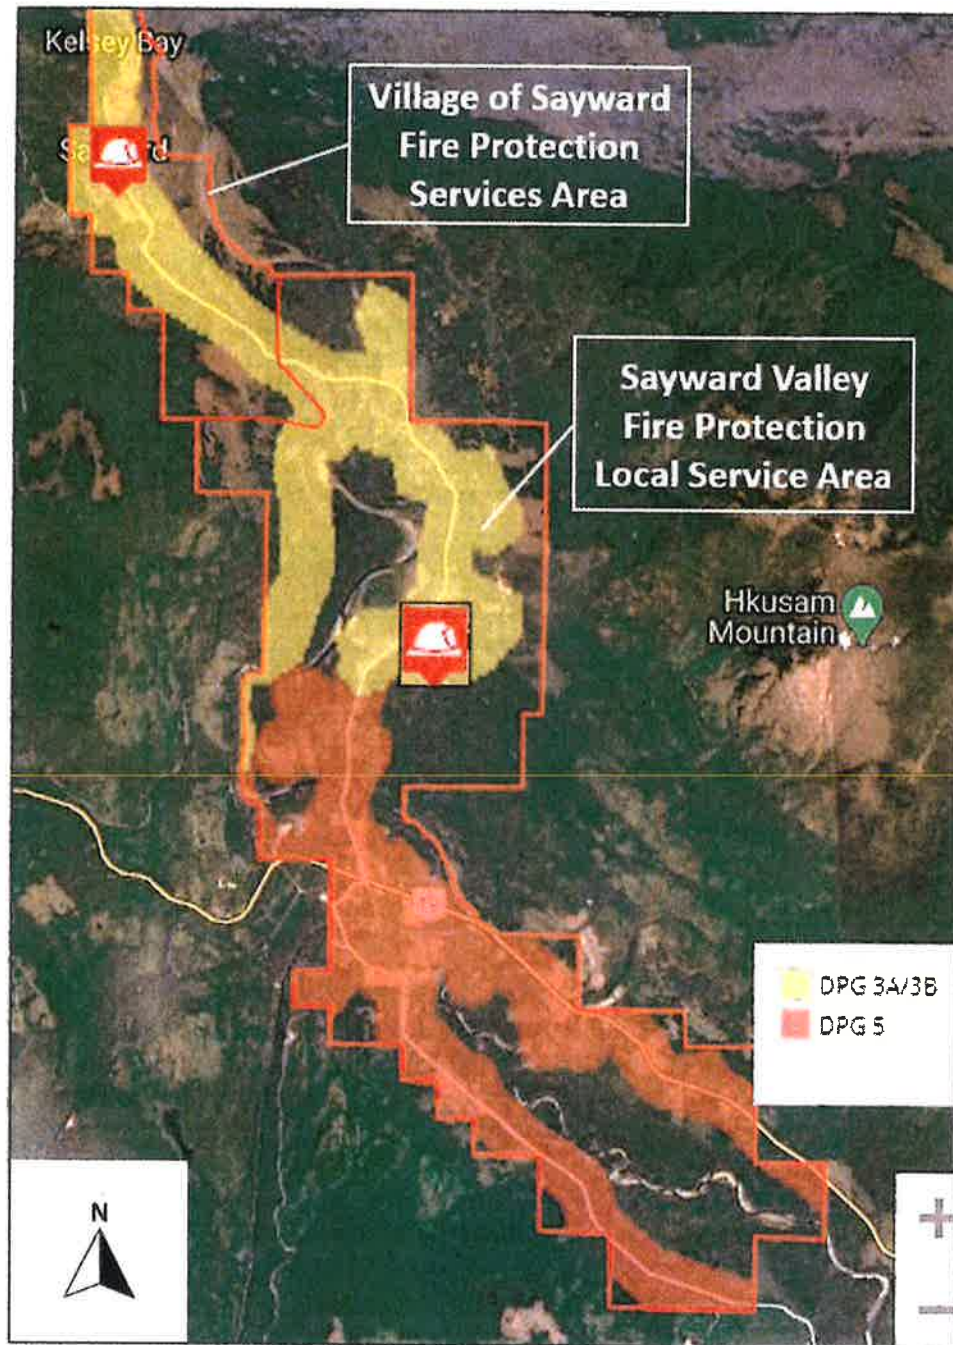 Kelsey Bay
Village of Sayward
Fire Protection
Services Area
Sayward Valley
Fire Protection
Local Service Area
Hkusam
Mountain
DPG 3A/3B
DPG 5
N